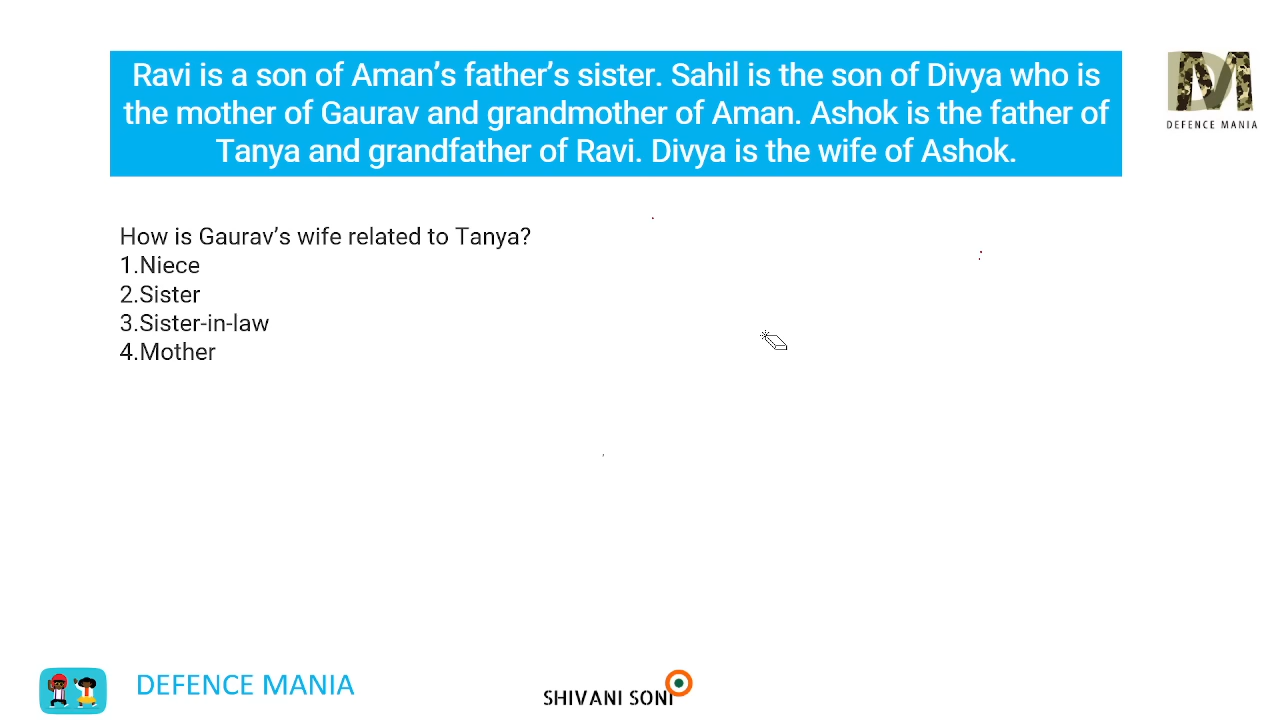 Ravi is a son of Aman’s father’s sister. Sahil is the son of Divya who is
the mother of Gaurav and grandmother of Aman. Ashok is the father of
Tanya and grandfather of Ravi. Divya is the wife of Ashok.
DM
DEFENCE MANIA
How is Gaurav’s wife related to Tanya?
1.Niece
2.Sister
3.Sister-in-law
4.Mother
DEFENCE MANIA
SHIVANI SONI